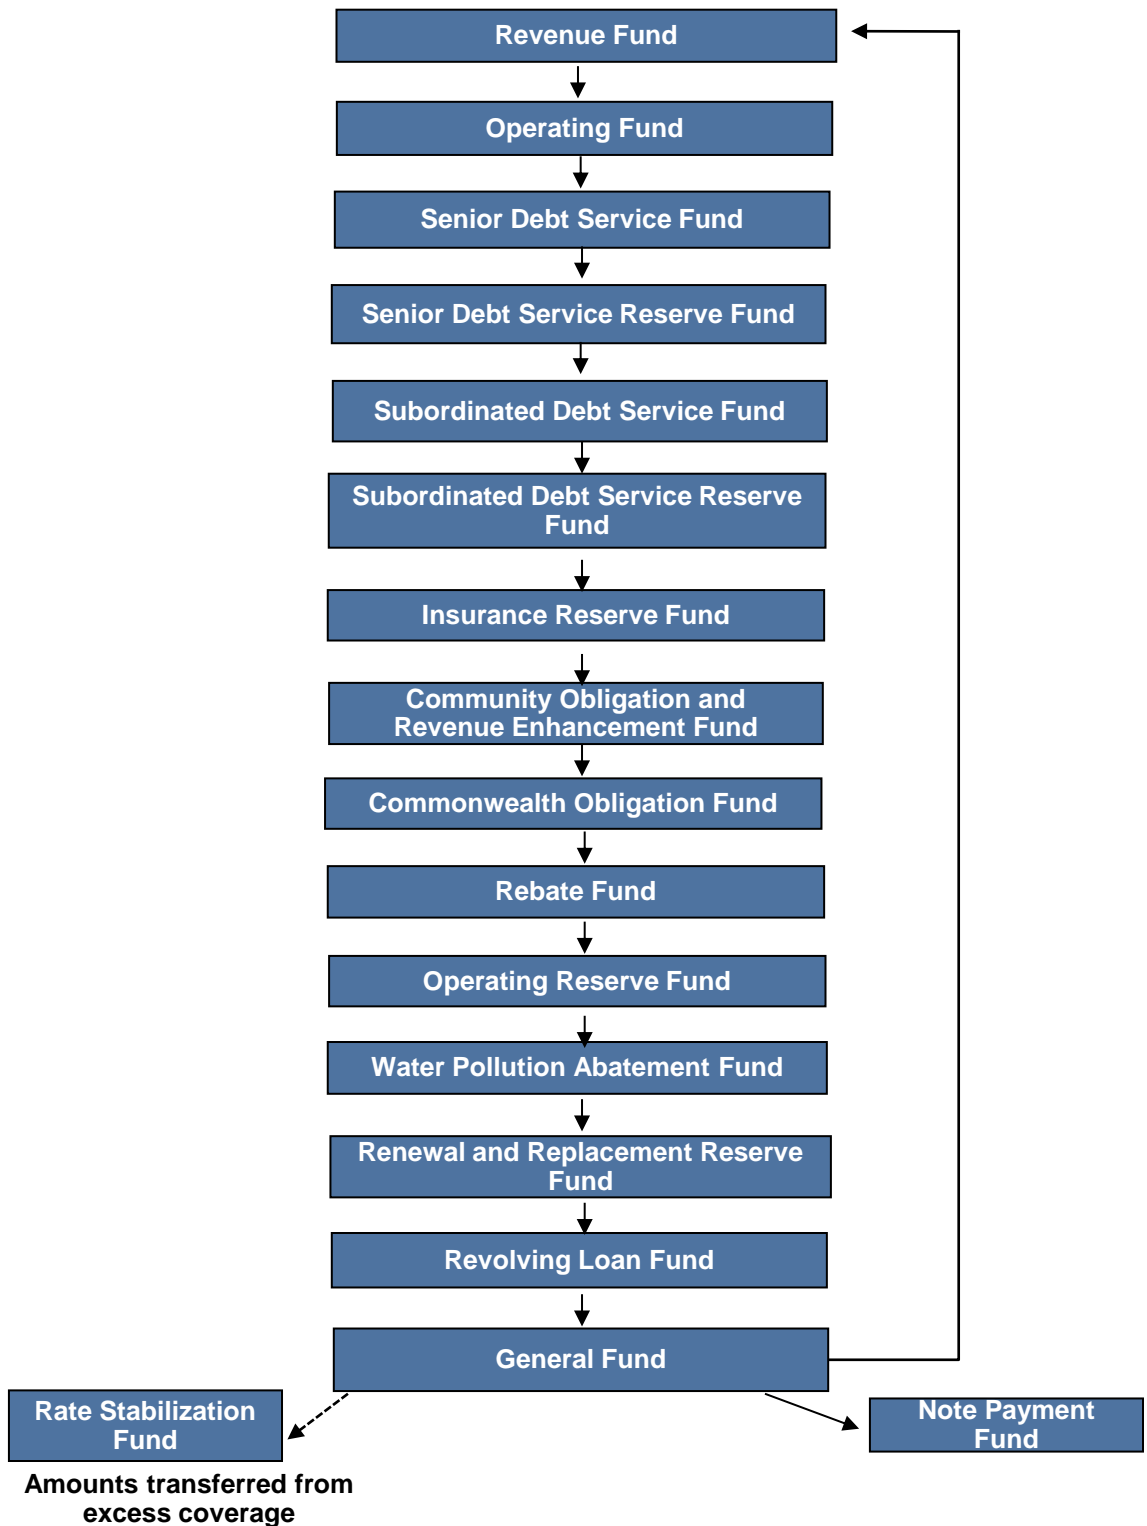 Revenue Fund
Operating Fund
Senior Debt Service Fund
Senior Debt Service Reserve Fund
Subordinated Debt Service Fund
Subordinated Debt Service Reserve
Fund
Insurance Reserve Fund
Community Obligation and
Revenue Enhancement Fund
Commonwealth Obligation Fund
Rebate Fund
Operating Reserve Fund
Water Pollution Abatement Fund
Renewal and Replacement Reserve
Fund
Revolving Loan Fund
General Fund
Rate Stabilization
Fund
Note Payment
Fund
Amounts transferred from
excess coverage